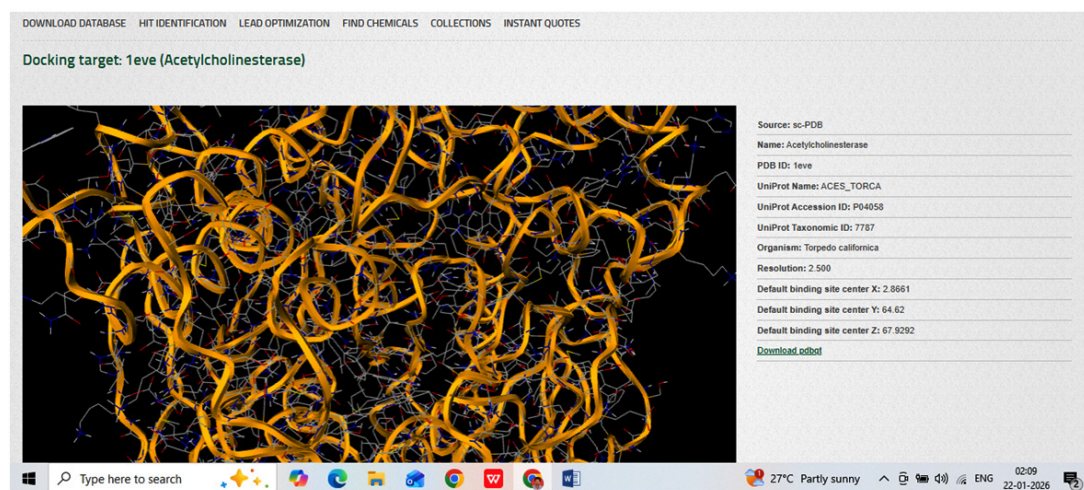 DOWNLOAD DATABASE HIT IDENTIFICATION LEAD OPTIMIZATION FIND CHEMICALS COLLECTIONS INSTANT QUOTES
Docking target: 1eve (Acetylcholinesterase)
Source: sc-PDB
Name: Acetylcholinesterase
PDB ID: 1eve
UniProt Name: ACES_TORCA
UniProt Accession ID: P04058
UniProt Taxonomic ID: 7787
Organism: Torpedo californica
Resolution: 2.500
Default binding site center X: 2.8661
Default binding site center Y: 64.62
Default binding site center Z: 67.9292
Download pdbqt
Type here to search
27°C Partly sunny
ENG
02:09
22-01-2026